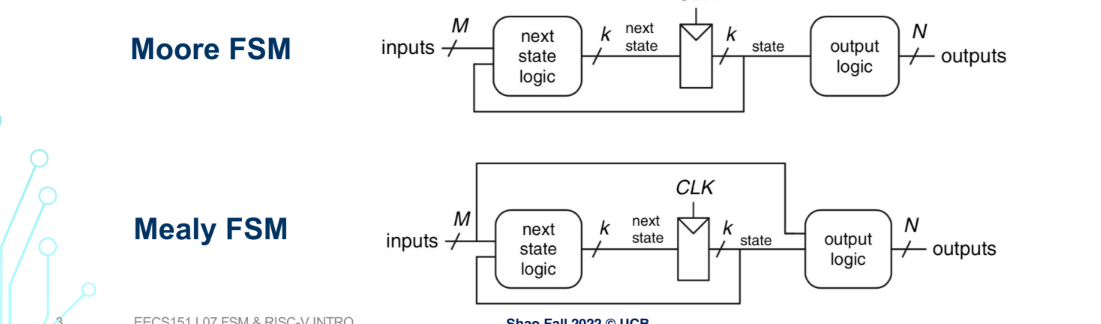 CLK
Moore FSM
inputs
M
next
state
logic
k
next
state
k
state
output
logic
N
outputs
CLK
Mealy FSM
inputs
M
next
state
logic
k
next
state
k
state
output
logic
N
outputs
3
EECS151 L07 FSM & RISC-V INTRO
Shao Fall 2022 © UCB